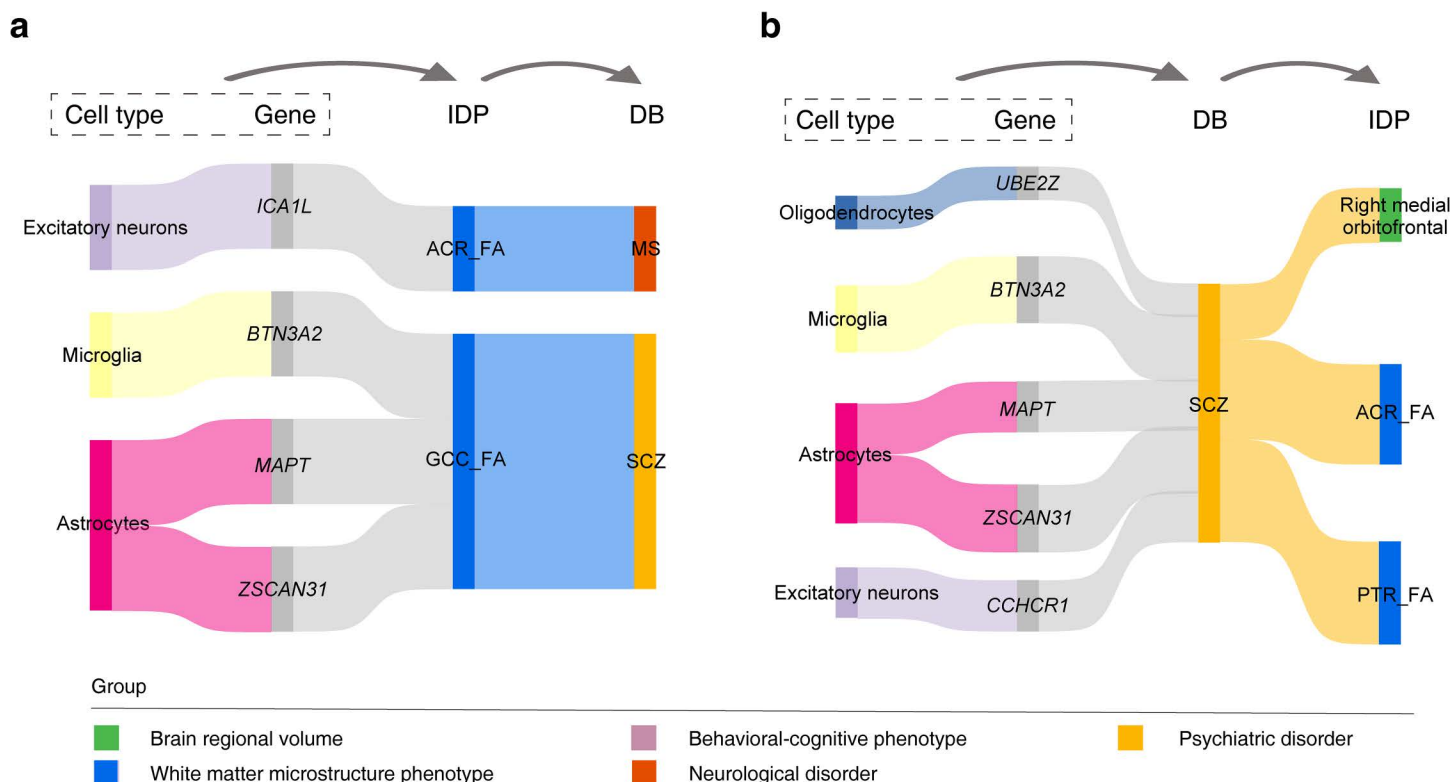 a
Cell type Gene IDP DB
Excitatory neurons
ICA1L
ACR_FA
MS
Microglia
BTN3A2
Astrocytes
MAPT
ZSCAN31
GCC_FA
SCZ
b
Cell type Gene DB IDP
Oligodendrocytes
UBE2Z
Microglia
BTN3A2
Astrocytes
MAPT
ZSCAN31
Excitatory neurons
CCHCR1
SCZ
Right medial
orbitofrontal
ACR_FA
PTR_FA
Group
Brain regional volume
Behavioral-cognitive phenotype
Psychiatric disorder
White matter microstructure phenotype
Neurological disorder